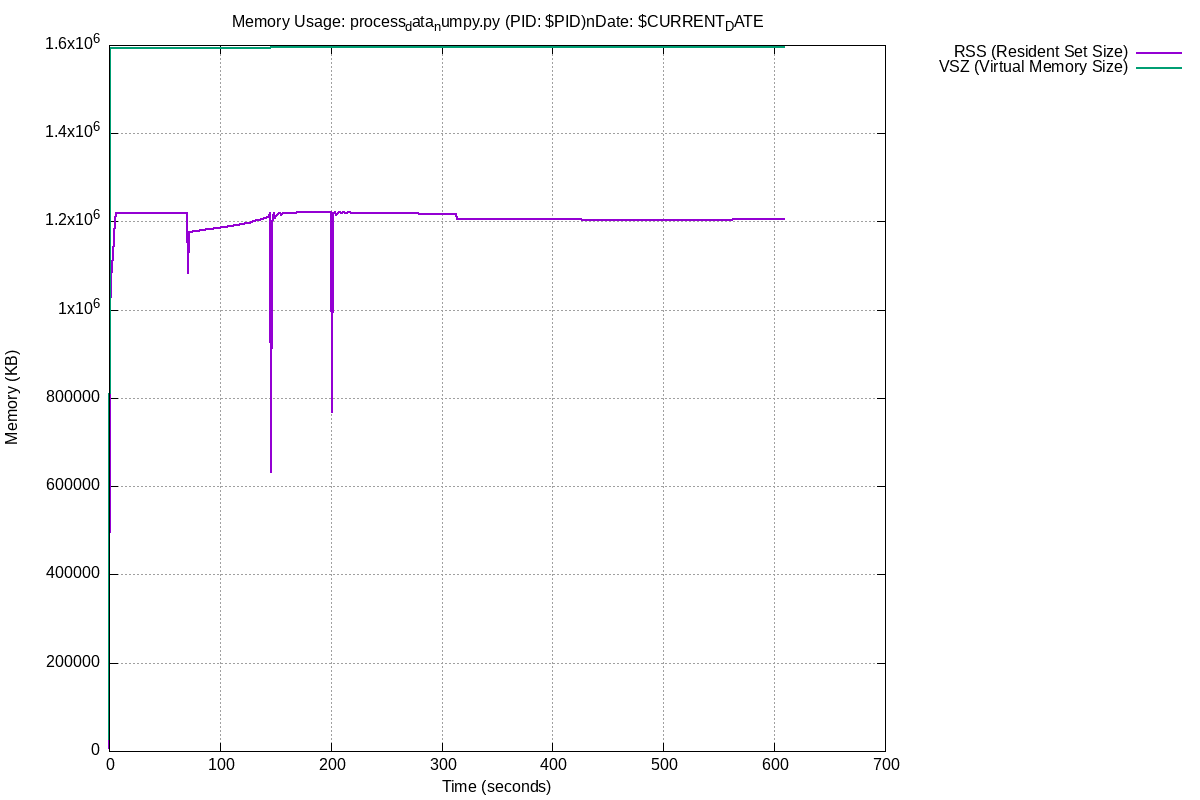 Memory Usage: process_data_numpy.py (PID: $PID)nDate: $CURRENT_DATE
RSS (Resident Set Size)
VSZ (Virtual Memory Size)
1.6x10^6
1.4x10^6
1.2x10^6
1x10^6
800000
600000
400000
200000
0
Memory (KB)
0 100 200 300 400 500 600 700
Time (seconds)